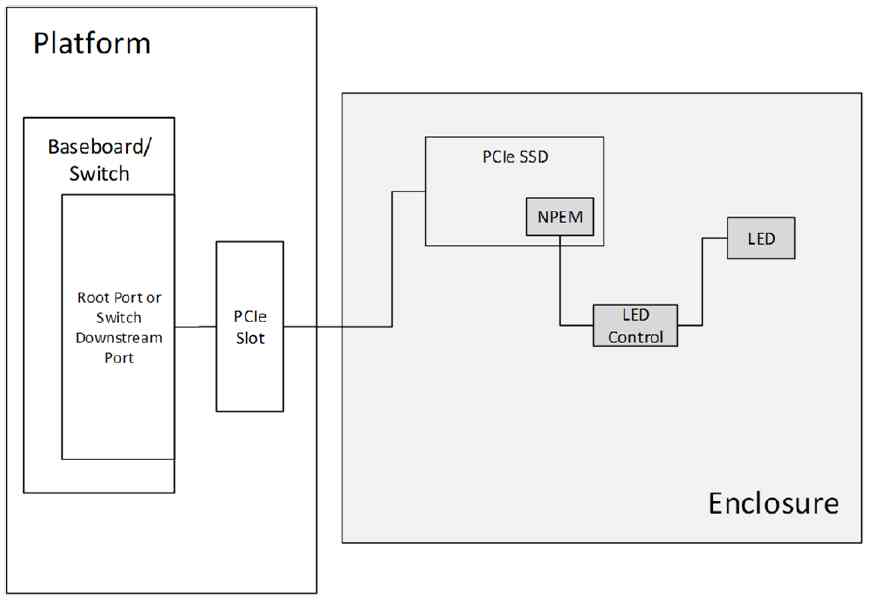 Platform
Baseboard/
Switch
Root Port or
Switch
Downstream
Port
PCIe
Slot
PCIe SSD
NPEM
LED
LED
Control
Enclosure